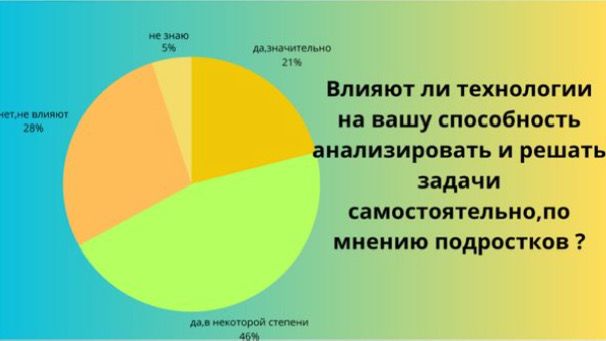 не знаю
5%
да,значительно
21%
нет,не влияют
28%
да,в некоторой степени
46%
Влияют ли технологии
на вашу способность
анализировать и решать
задачи
самостоятельно,по
мнению подростков ?